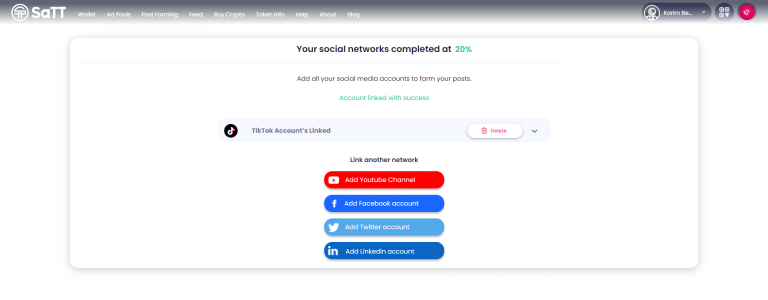 SaTT Wallet Ad Pools Post Farming Feed Buy Crypto Token Info Help About Blog Karim Be...
Your social networks completed at 20%
Add all your social media accounts to farm your posts.
Account linked with success
TikTok Account's Linked Delete
Link another network
Add Youtube Channel
Add Facebook account
Add Twitter account
in Add Linkedin account